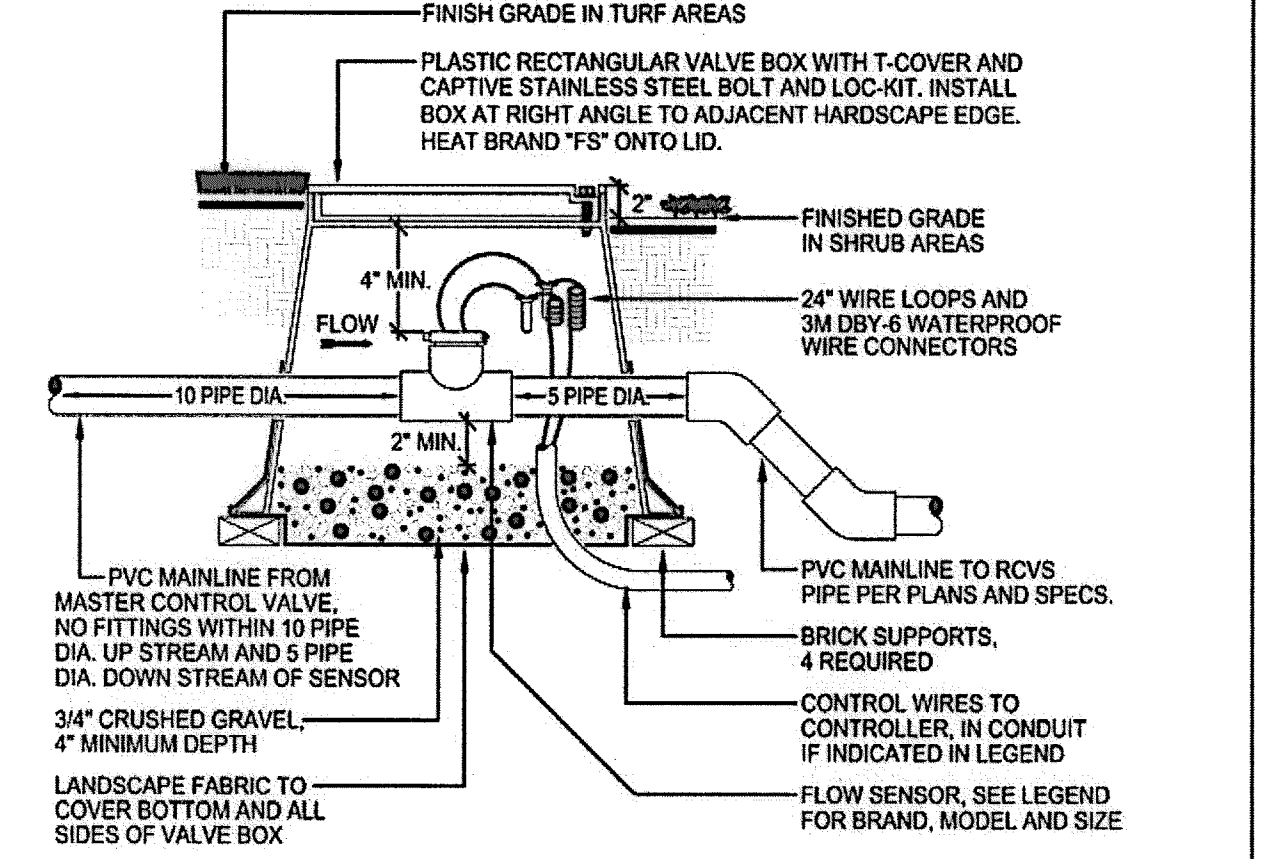 FINISH GRADE IN TURF AREAS
PLASTIC RECTANGULAR VALVE BOX WITH T-COVER AND
CAPTIVE STAINLESS STEEL BOLT AND LOC-KIT. INSTALL
BOX AT RIGHT ANGLE TO ADJACENT HARDSCAPE EDGE.
HEAT BRAND "FS" ONTO LID.
2"
FINISHED GRADE
IN SHRUB AREAS
4" MIN.
24" WIRE LOOPS AND
3M DBY-6 WATERPROOF
WIRE CONNECTORS
FLOW
10 PIPE DIA.
5 PIPE DIA.
2" MIN.
PVC MAINLINE FROM
MASTER CONTROL VALVE,
NO FITTINGS WITHIN 10 PIPE
DIA. UP STREAM AND 5 PIPE
DIA. DOWN STREAM OF SENSOR
3/4" CRUSHED GRAVEL,
4" MINIMUM DEPTH
LANDSCAPE FABRIC TO
COVER BOTTOM AND ALL
SIDES OF VALVE BOX
PVC MAINLINE TO RCVS
PIPE PER PLANS AND SPECS.
BRICK SUPPORTS,
4 REQUIRED
CONTROL WIRES TO
CONTROLLER, IN CONDUIT
IF INDICATED IN LEGEND
FLOW SENSOR, SEE LEGEND
FOR BRAND, MODEL AND SIZE